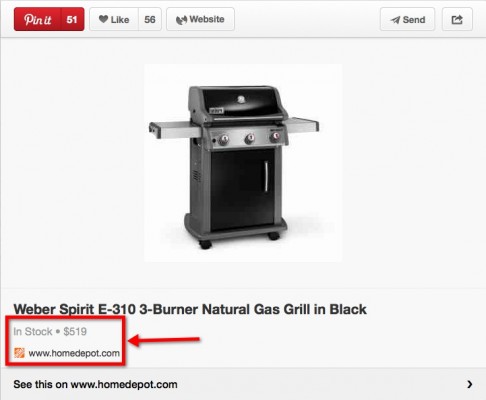 Pin it 51 Like 56 Website Send
Weber Spirit E-310 3-Burner Natural Gas Grill in Black
In Stock • $519
www.homedepot.com
See this on www.homedepot.com